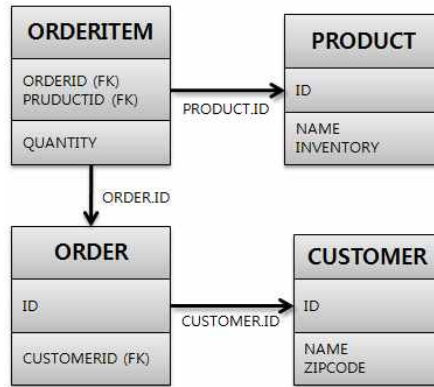 ORDERITEM
ORDERID (FK)
PRUDUCTID (FK)
QUANTITY
PRODUCT.ID
PRODUCT
ID
NAME
INVENTORY
ORDER.ID
ORDER
ID
CUSTOMERID (FK)
CUSTOMER.ID
CUSTOMER
ID
NAME
ZIPCODE